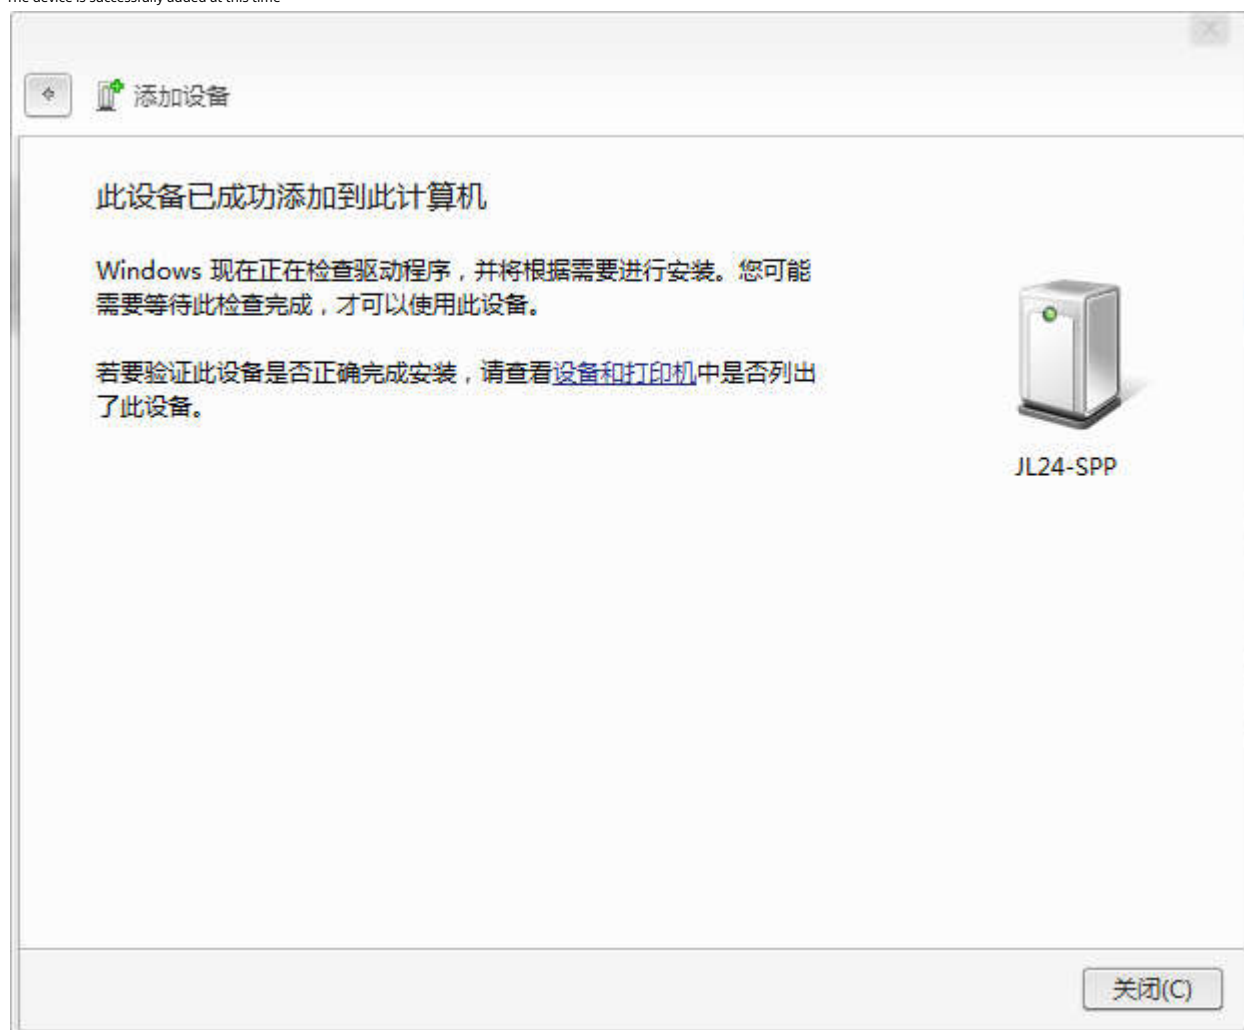 The device is successfully added at this time
添加设备
此设备已成功添加到此计算机
Windows 现在正在检查驱动程序，并将根据需要进行安装。您可能
需要等待此检查完成，才可以使用此设备。
若要验证此设备是否正确完成安装，请查看设备和打印机中是否列出
了此设备。
JL24-SPP
关闭(C)